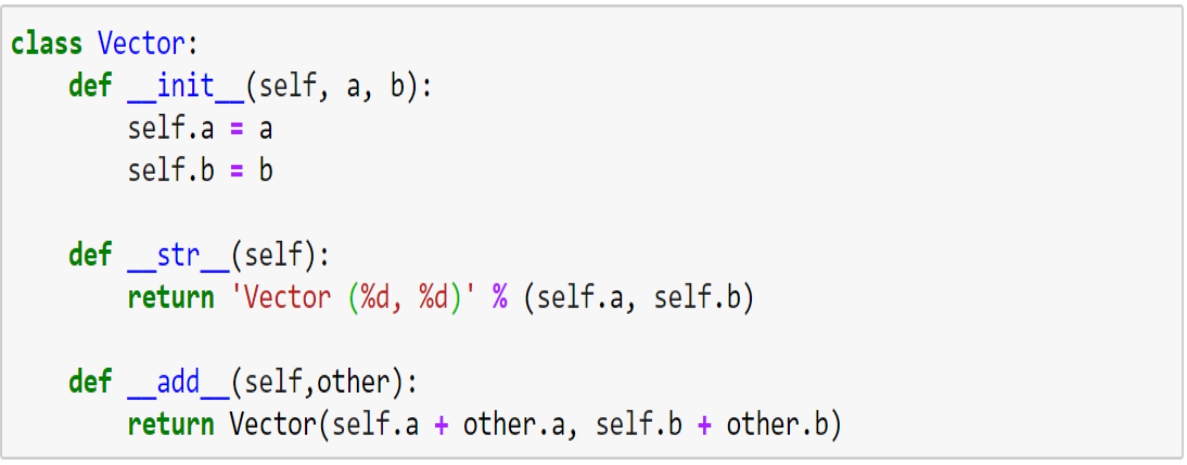 class Vector:
    def __init__(self, a, b):
        self.a = a
        self.b = b
    def __str__(self):
        return 'Vector (%d, %d)' % (self.a, self.b)
    def __add__(self,other):
        return Vector(self.a + other.a, self.b + other.b)